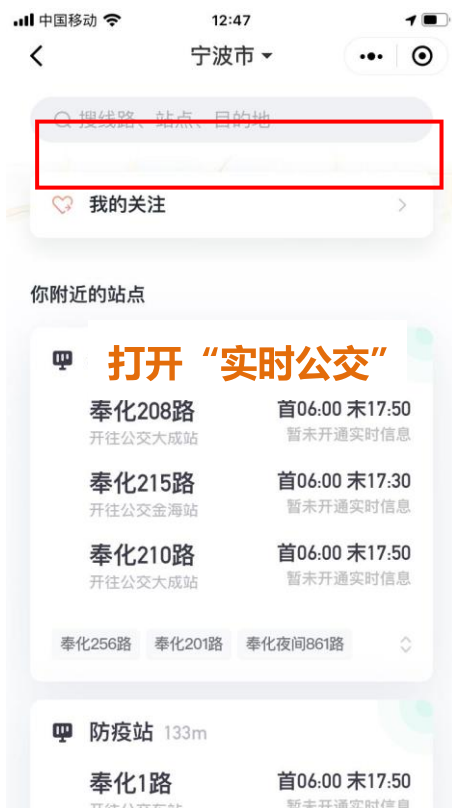 中国移动 12:47
宁波市
搜线路、站点、目的地
我的关注
你附近的站点
打开“实时公交”
奉化208路 首06:00 末17:50
开往公交大成站 暂未开通实时信息
奉化215路 首06:00 末17:30
开往公交金海站 暂未开通实时信息
奉化210路 首06:00 末17:50
开往公交大成站 暂未开通实时信息
奉化256路 奉化201路 奉化夜间861路
防疫站 133m
奉化1路 首06:00 末17:50
开往公交东站 暂未开通实时信息